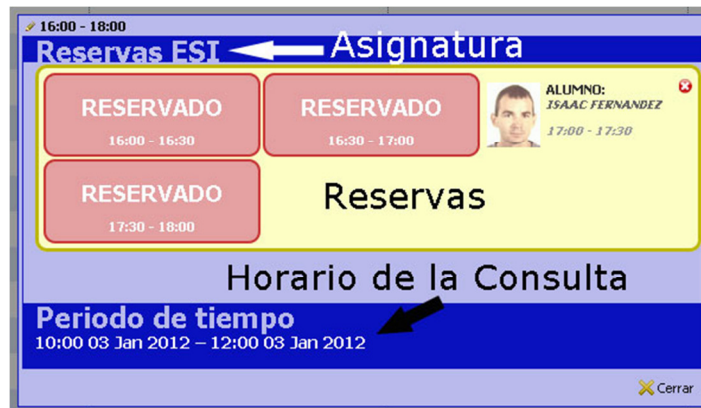 16:00 - 18:00
Reservas ESI
Asignatura
RESERVADO
16:00 - 16:30
RESERVADO
16:30 - 17:00
ALUMNO:
ISAAC FERNANDEZ
17:00 - 17:30
RESERVADO
17:30 - 18:00
Reservas
Horario de la Consulta
Periodo de tiempo
10:00 03 Jan 2012 – 12:00 03 Jan 2012
Cerrar